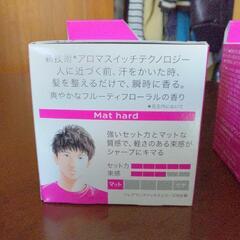 新技術*アロマスイッチテクノロジー
人に近づく前、汗をかいた時、
髪を整えるだけで、瞬時に香る。
爽やかなフルーティフローラルの香り
Mat hard
強いセット力とマットな
質感で、軽さのある束感が
シャープにキマる
セット力
束感
マット
ツヤ